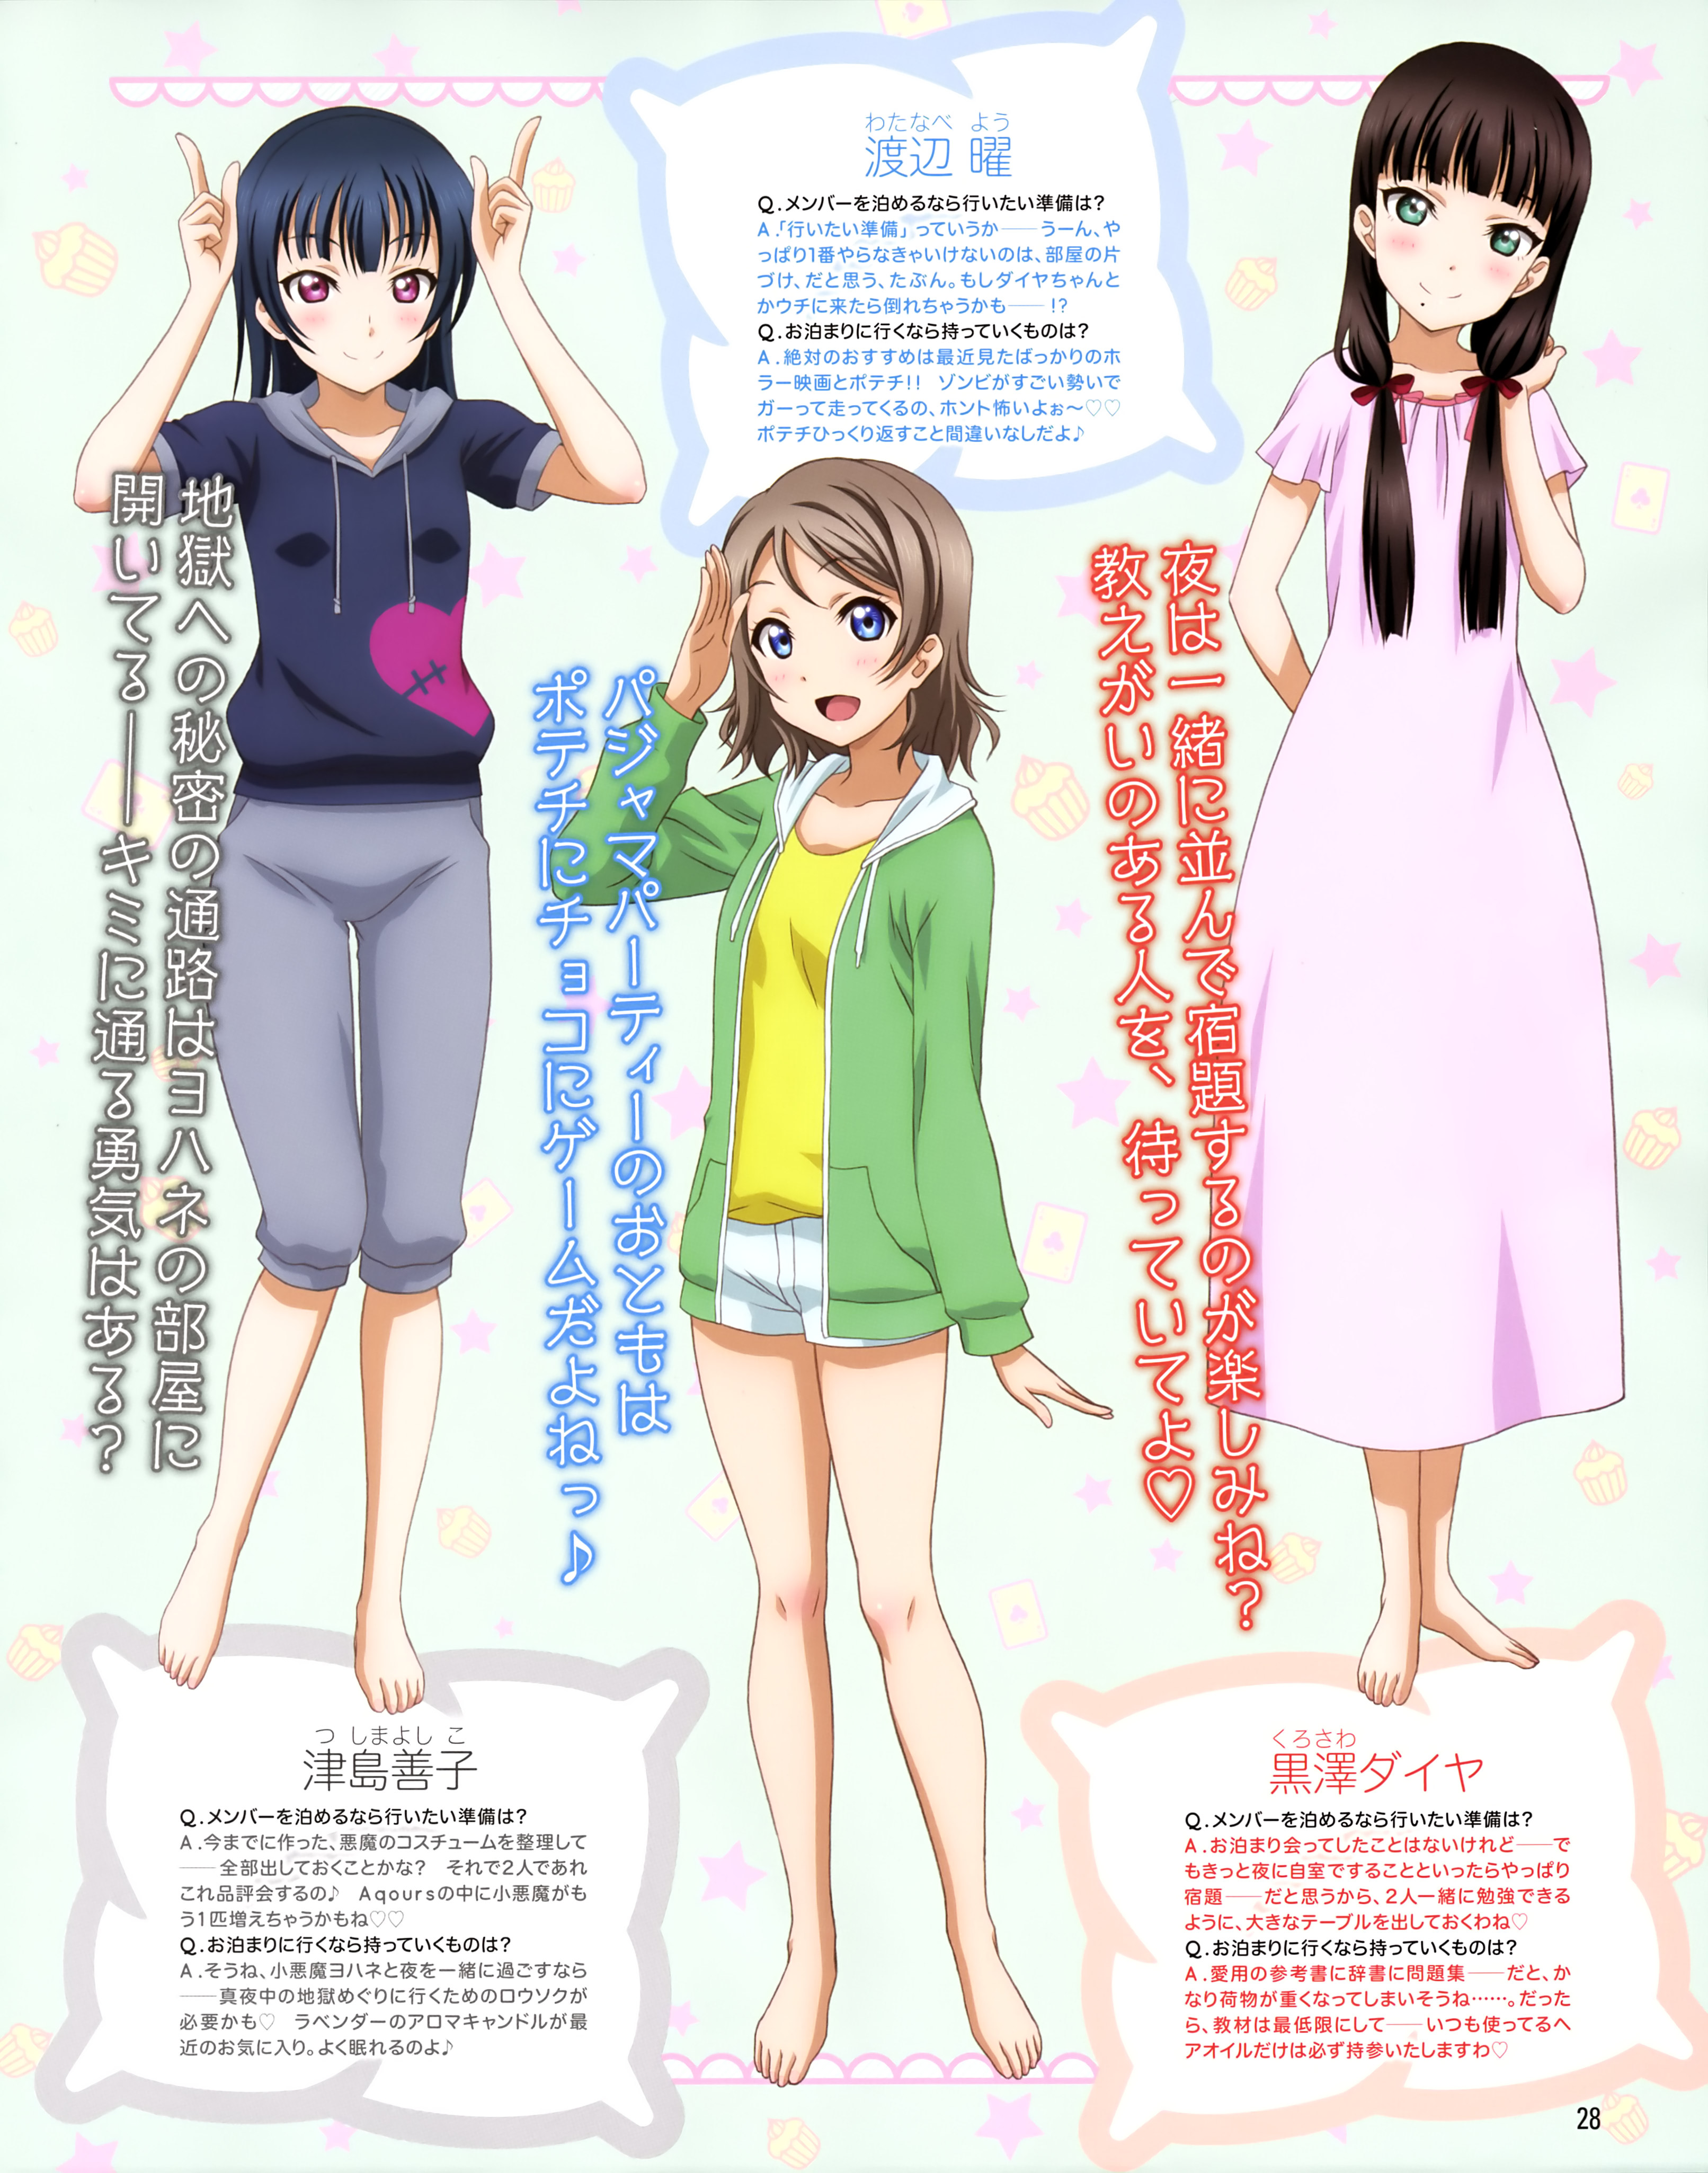 わたなべ よう
渡辺 曜
Q.メンバーを泊めるなら行いたい準備は?
A.「行いたい準備」っていうか――うーん、や
っぱり1番やらなきゃいけないのは、部屋の片
づけ、だと思う、たぶん。もしダイヤちゃんと
かウチに来たら倒れちゃうかも――!?
Q.お泊まりに行くなら持っていくものは?
A.絶対のおすすめは最近見たばっかりのホ
ラー映画とポテチ!! ゾンビがすごい勢いで
ガーって走ってくるの、ホント怖いよぉ〜♡♡
ポテチひっくり返すこと間違いなしだよ♪
夜は一緒に並んで宿題するのが楽しみね?
教えがいのある人を、待っていてよ♡
パジャマパーティーのおともは
ポテチにチョコにゲームだよねっ♪
地獄への秘密の通路はヨハネの部屋に
開いてる――キミに通る勇気はある?
つしまよしこ
津島善子
Q.メンバーを泊めるなら行いたい準備は?
A.今までに作った、悪魔のコスチュームを整理して
――全部出しておくことかな? それで2人であれ
これ品評会するの♪ Aqoursの中に小悪魔がも
う1匹増えちゃうかもね♡♡
Q.お泊まりに行くなら持っていくものは?
A.そうね、小悪魔ヨハネと夜を一緒に過ごすなら
――真夜中の地獄めぐりに行くためのロウソクが
必要かも♡ ラベンダーのアロマキャンドルが最
近のお気に入り。よく眠れるのよ♪
くろさわ
黒澤ダイヤ
Q.メンバーを泊めるなら行いたい準備は?
A.お泊まり会ってしたことはないけれど――で
もきっと夜に自室ですることといったらやっぱり
宿題――だと思うから、2人一緒に勉強できる
ように、大きなテーブルを出しておくわね♡
Q.お泊まりに行くなら持っていくものは?
A.愛用の参考書に辞書に問題集――だと、か
なり荷物が重くなってしまいそうね……。だった
ら、教材は最低限にして――いつも使ってるヘ
アオイルだけは必ず持参いたしますわ♡
28